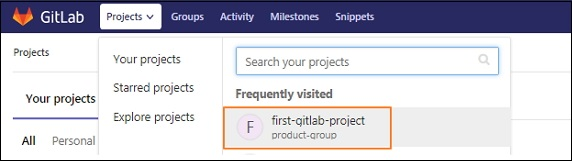 GitLab Projects Groups Activity Milestones Snippets
Projects
Your projects
Starred projects
Explore projects
Search your projects
Frequently visited
F first-gitlab-project
product-group
Your projects
All Personal